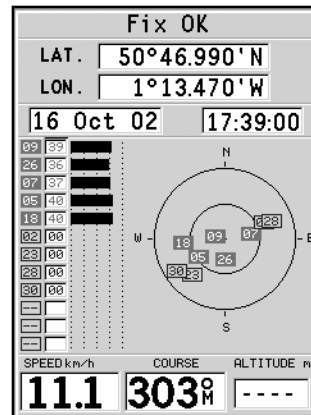 Fix OK
LAT. 50°46.990'N
LON. 1°13.470'W
16 Oct 02 17:39:00
09 39
26 36
07 37
05 40
18 40
02 00
23 00
28 00
30 00
--
--
--
N
W
E
S
028
07
09
18
05
26
30
23
SPEED km/h COURSE ALTITUDE m
11.1 303°M ----